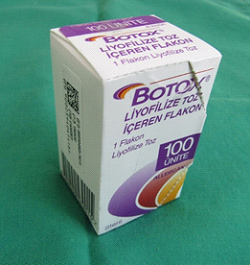 100 ÜNİTE
BOTOX®
LİYOFİLİZE TOZ
İÇEREN FLAKON
1 Flakon Liyofilize Toz
BOTOX®
LİYOFİLİZE TOZ
İÇEREN FLAKON
1 Flakon
Liyofilize Toz
100
ÜNİTE
ALLERGAN